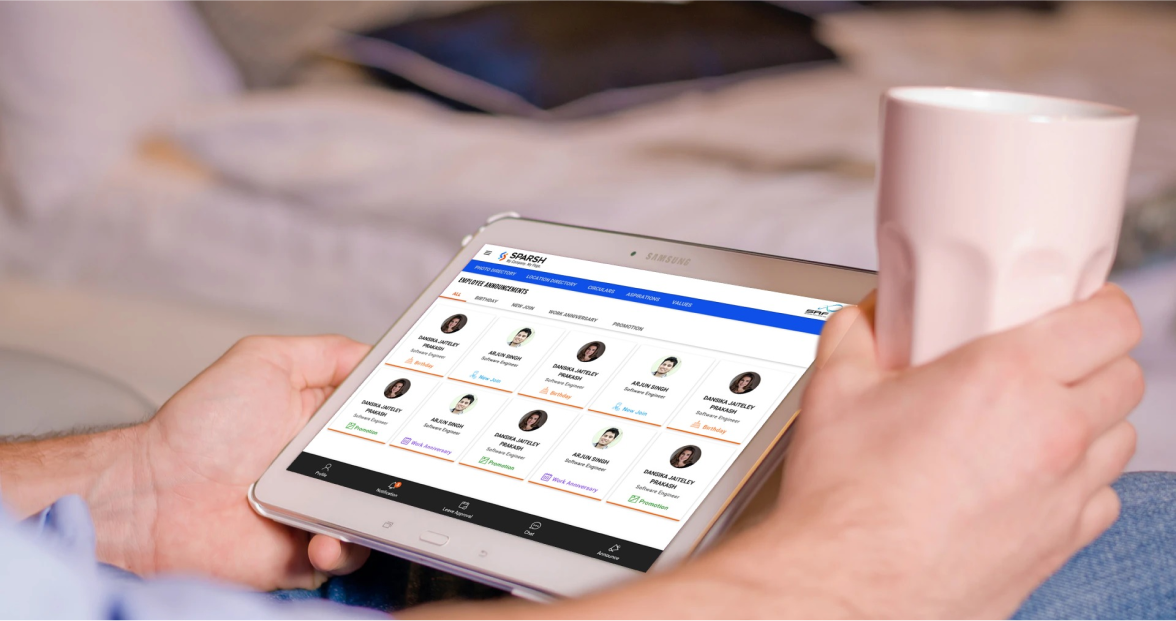 SAMSUNG
SPARSH
SRF
PHOTO DIRECTORY LOCATION DIRECTORY CIRCULARS ASPIRATIONS VALUES
EMPLOYEE ANNOUNCEMENTS
ALL BIRTHDAY NEW JOIN WORK ANNIVERSARY PROMOTION
DANSIKA JAITELEY
PRAKASH
Software Engineer
Birthday
ARJUN SINGH
Software Engineer
New Join
DANSIKA JAITELEY
PRAKASH
Software Engineer
Birthday
ARJUN SINGH
Software Engineer
New Join
DANSIKA JAITELEY
PRAKASH
Software Engineer
Birthday
DANSIKA JAITELEY
PRAKASH
Software Engineer
Promotion
ARJUN SINGH
Software Engineer
Work Anniversary
DANSIKA JAITELEY
PRAKASH
Software Engineer
Promotion
ARJUN SINGH
Software Engineer
Work Anniversary
DANSIKA JAITELEY
PRAKASH
Software Engineer
Promotion
Profile Notification Leave Approval Chat Announce